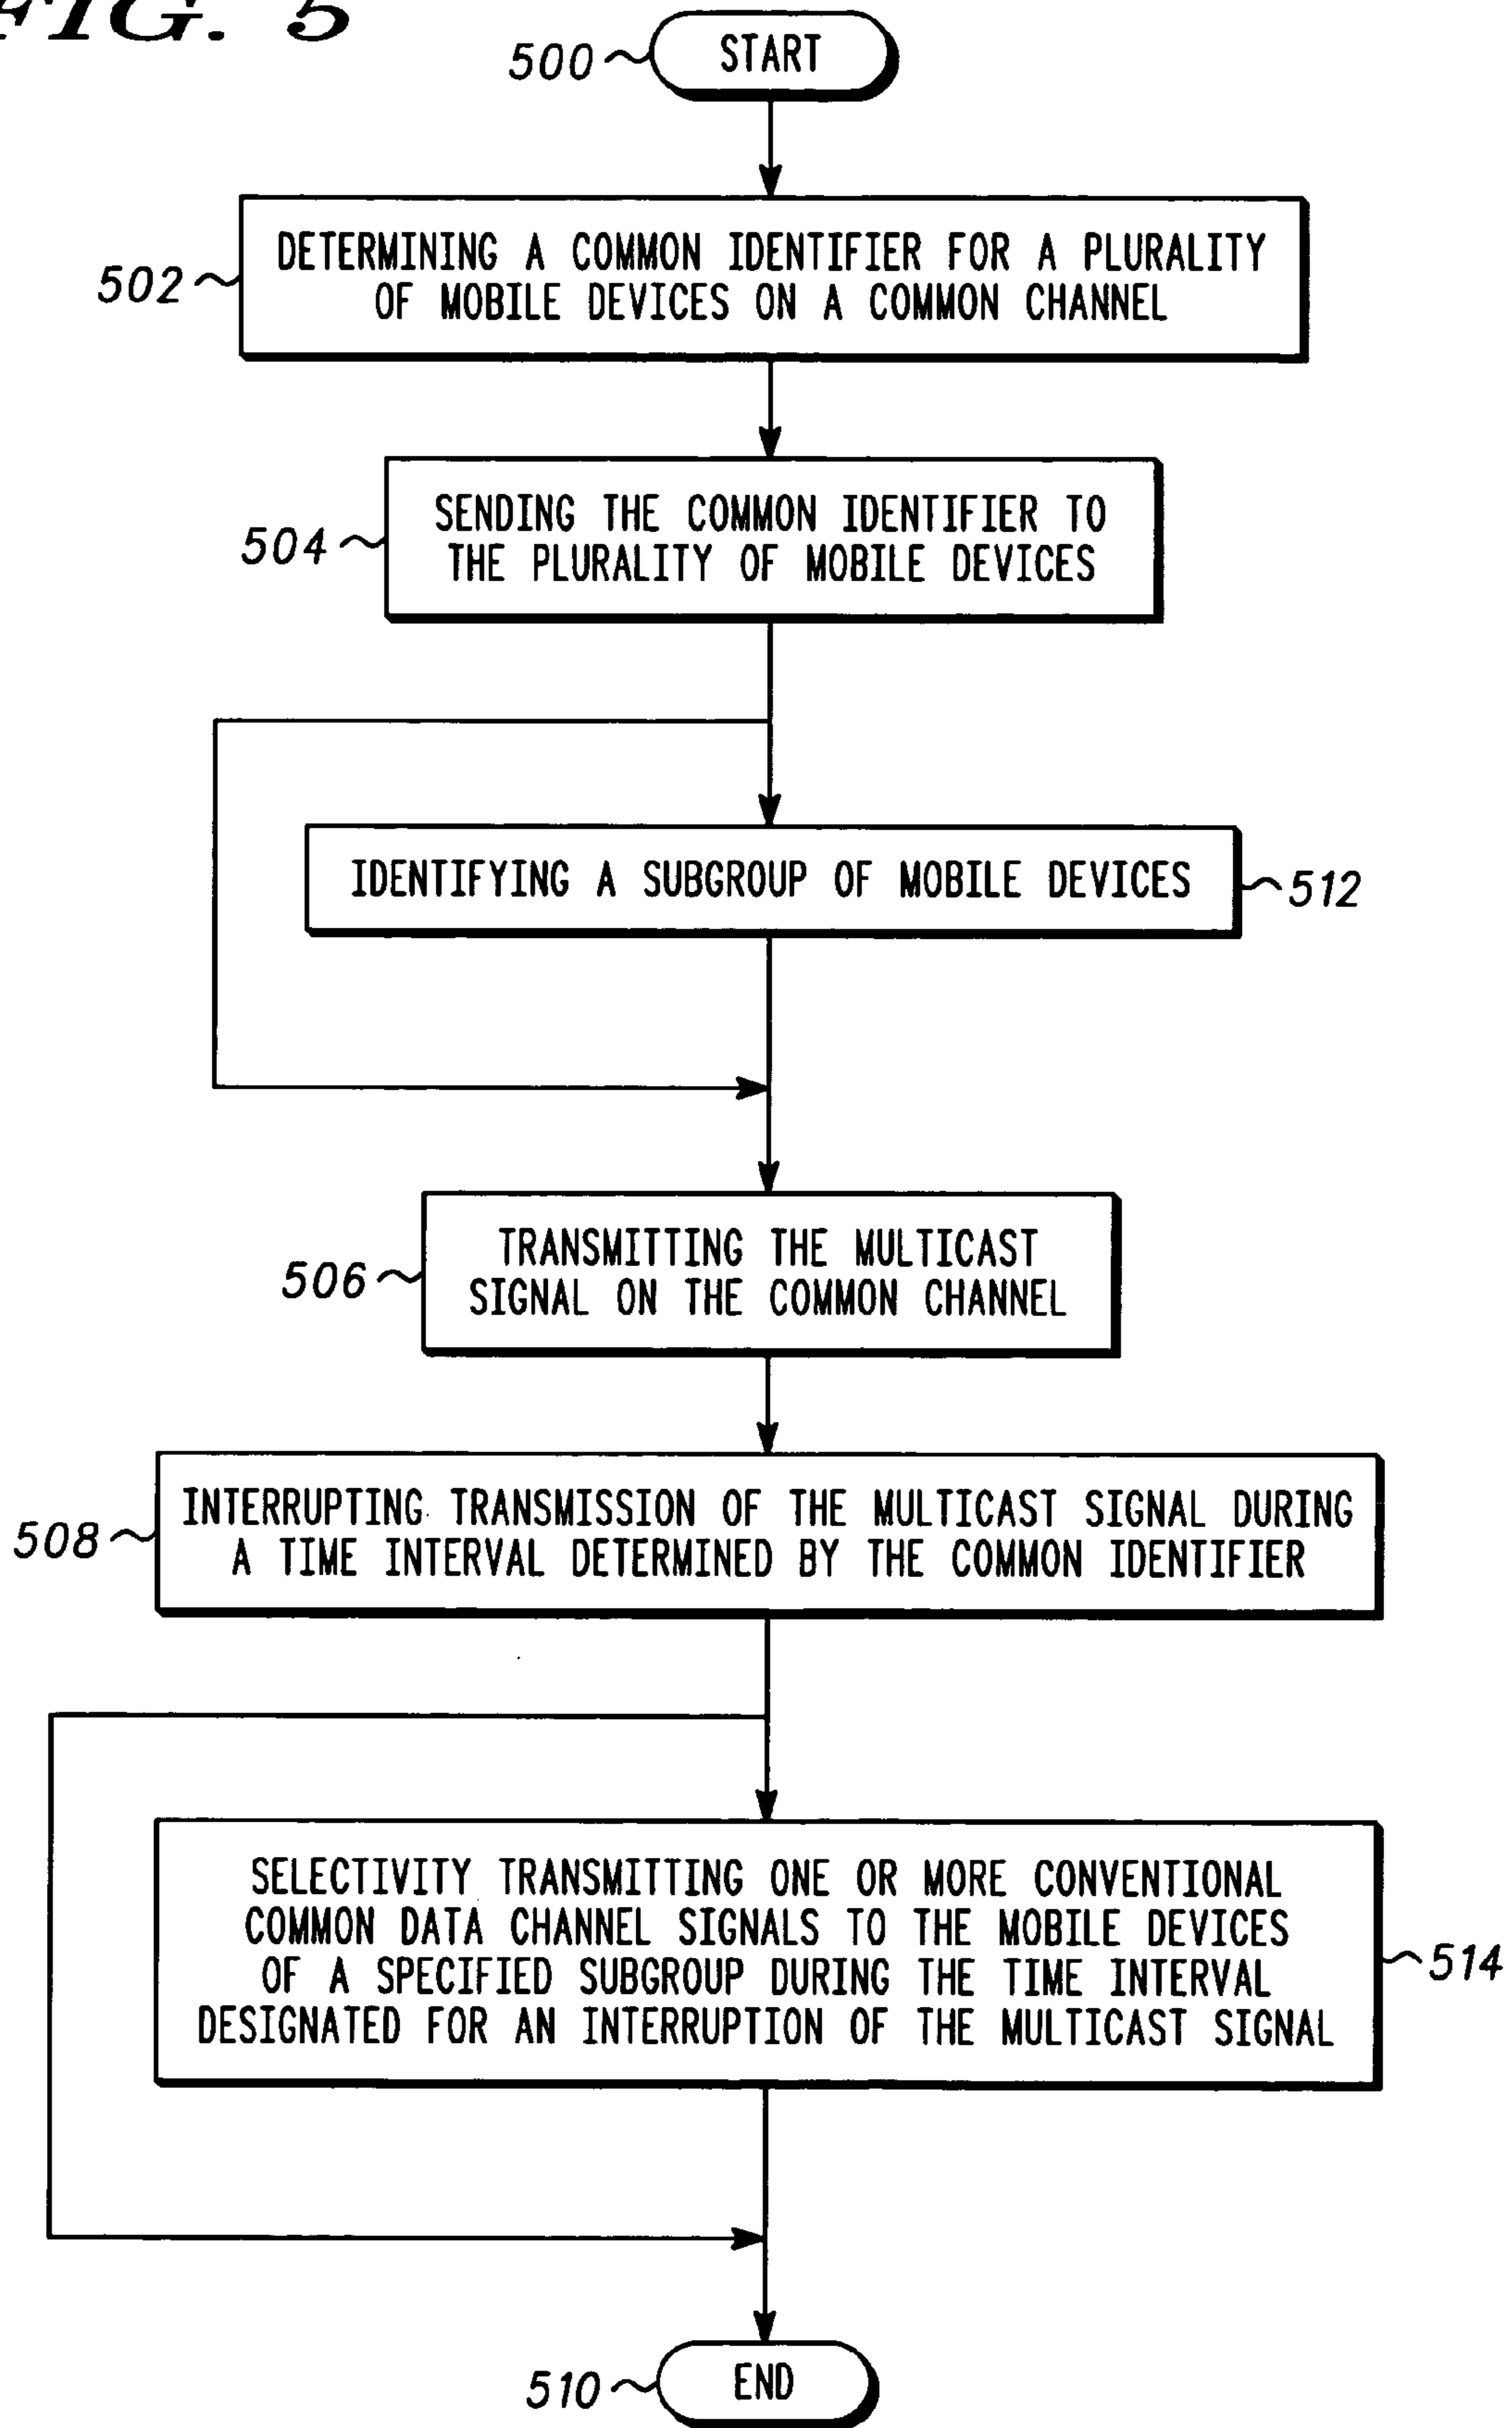 FIG. 5
500 START
502 DETERMINING A COMMON IDENTIFIER FOR A PLURALITY
OF MOBILE DEVICES ON A COMMON CHANNEL
504 SENDING THE COMMON IDENTIFIER TO
THE PLURALITY OF MOBILE DEVICES
IDENTIFYING A SUBGROUP OF MOBILE DEVICES 512
506 TRANSMITTING THE MULTICAST
SIGNAL ON THE COMMON CHANNEL
508 INTERRUPTING TRANSMISSION OF THE MULTICAST SIGNAL DURING
A TIME INTERVAL DETERMINED BY THE COMMON IDENTIFIER
SELECTIVITY TRANSMITTING ONE OR MORE CONVENTIONAL
COMMON DATA CHANNEL SIGNALS TO THE MOBILE DEVICES
OF A SPECIFIED SUBGROUP DURING THE TIME INTERVAL
DESIGNATED FOR AN INTERRUPTION OF THE MULTICAST SIGNAL
514
510 END